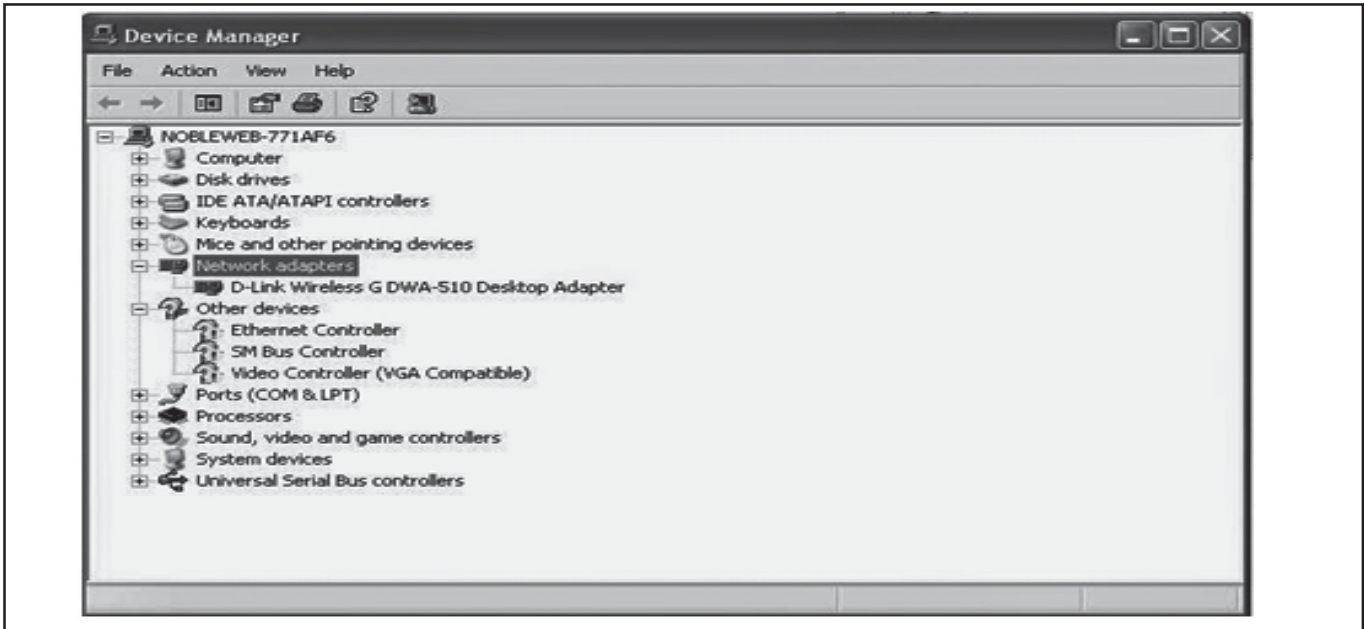 Device Manager
File Action View Help
NOBLEWEB-771AF6
Computer
Disk drives
IDE ATA/ATAPI controllers
Keyboards
Mice and other pointing devices
Network adapters
D-Link Wireless G DWA-510 Desktop Adapter
Other devices
Ethernet Controller
SM Bus Controller
Video Controller (VGA Compatible)
Ports (COM & LPT)
Processors
Sound, video and game controllers
System devices
Universal Serial Bus controllers